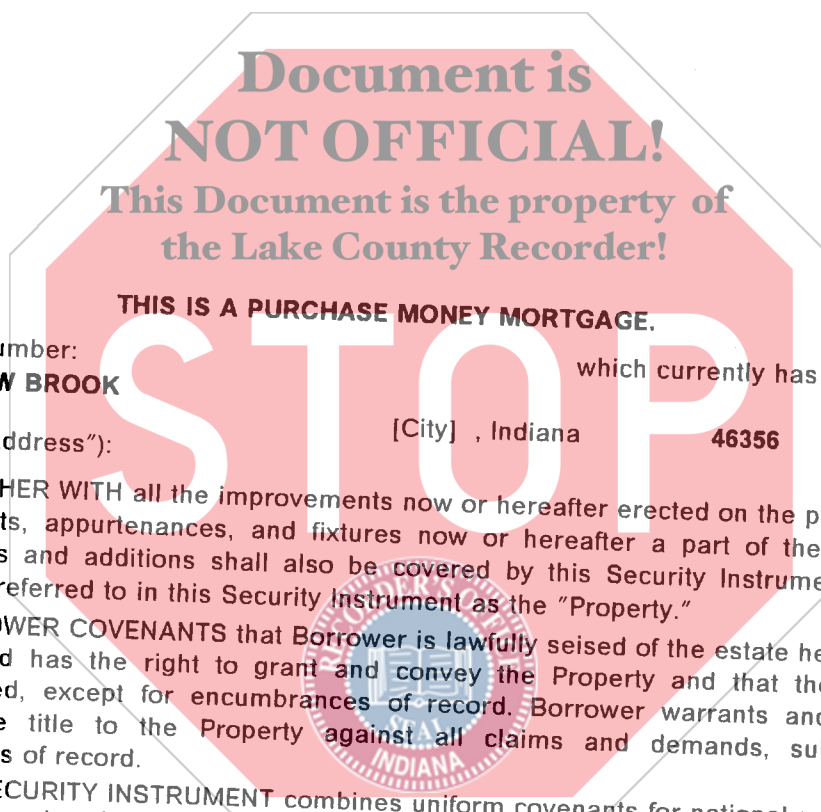 Document is
NOT OFFICIAL!
This Document is the property of
the Lake County Recorder!
THIS IS A PURCHASE MONEY MORTGAGE.
umber:
which currently has
W BROOK
ddress"):
[City] , Indiana 46356
HER WITH all the improvements now or hereafter erected on the p
ts, appurtenances, and fixtures now or hereafter a part of the
s and additions shall also be covered by this Security Instrume
referred to in this Security Instrument as the "Property."
OWER COVENANTS that Borrower is lawfully seised of the estate he
d has the right to grant and convey the Property and that the
ed, except for encumbrances of record. Borrower warrants and
e title to the Property against all claims and demands, su
s of record.
ECURITY INSTRUMENT combines uniform covenants for national
STOP
RECORDER'S OFFICE
SEAL
INDIANA